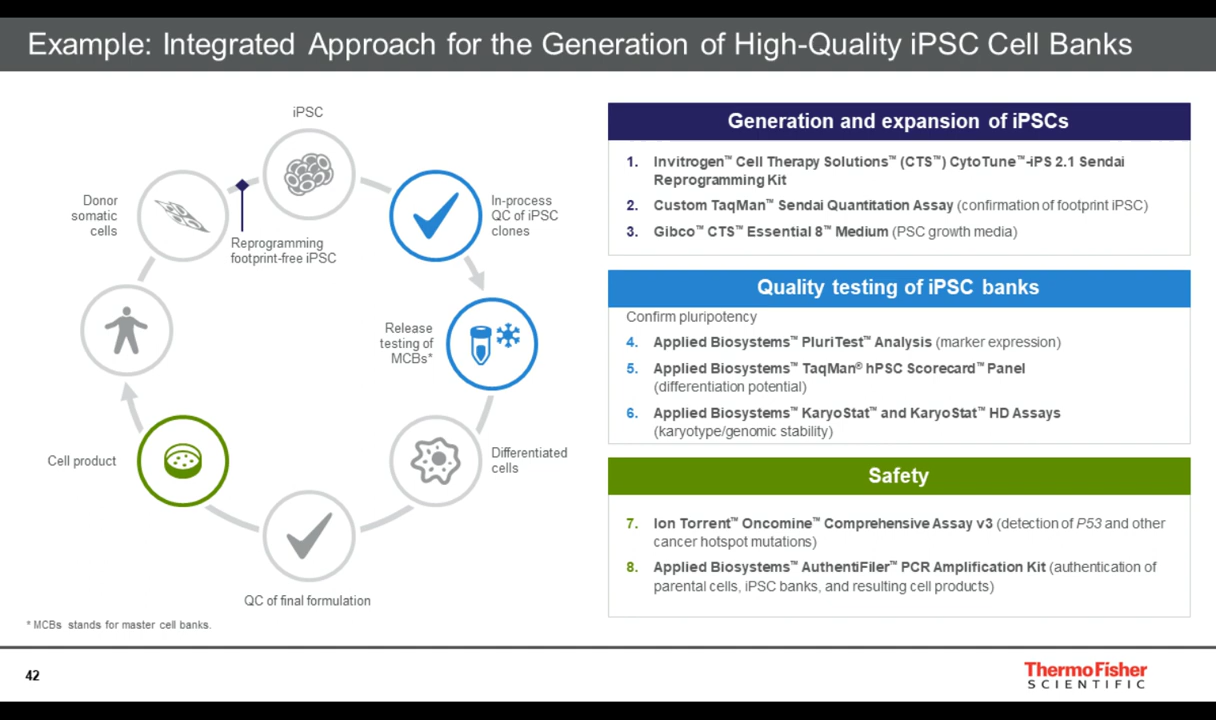 Example: Integrated Approach for the Generation of High-Quality iPSC Cell Banks
iPSC
Donor
somatic
cells
Reprogramming
footprint-free iPSC
In-process
QC of iPSC
clones
Release
testing of
MCBs*
Differentiated
cells
Cell product
QC of final formulation
* MCBs stands for master cell banks.
Generation and expansion of iPSCs
1. Invitrogen™ Cell Therapy Solutions™ (CTS™) CytoTune™-iPS 2.1 Sendai
Reprogramming Kit
2. Custom TaqMan™ Sendai Quantitation Assay (confirmation of footprint iPSC)
3. Gibco™ CTS™ Essential 8™ Medium (PSC growth media)
Quality testing of iPSC banks
Confirm pluripotency
4. Applied Biosystems™ PluriTest™ Analysis (marker expression)
5. Applied Biosystems™ TaqMan® hPSC Scorecard™ Panel
(differentiation potential)
6. Applied Biosystems™ KaryoStat™ and KaryoStat™ HD Assays
(karyotype/genomic stability)
Safety
7. Ion Torrent™ Oncomine™ Comprehensive Assay v3 (detection of P53 and other
cancer hotspot mutations)
8. Applied Biosystems™ AuthentiFiler™ PCR Amplification Kit (authentication of
parental cells, iPSC banks, and resulting cell products)
42
ThermoFisher
SCIENTIFIC